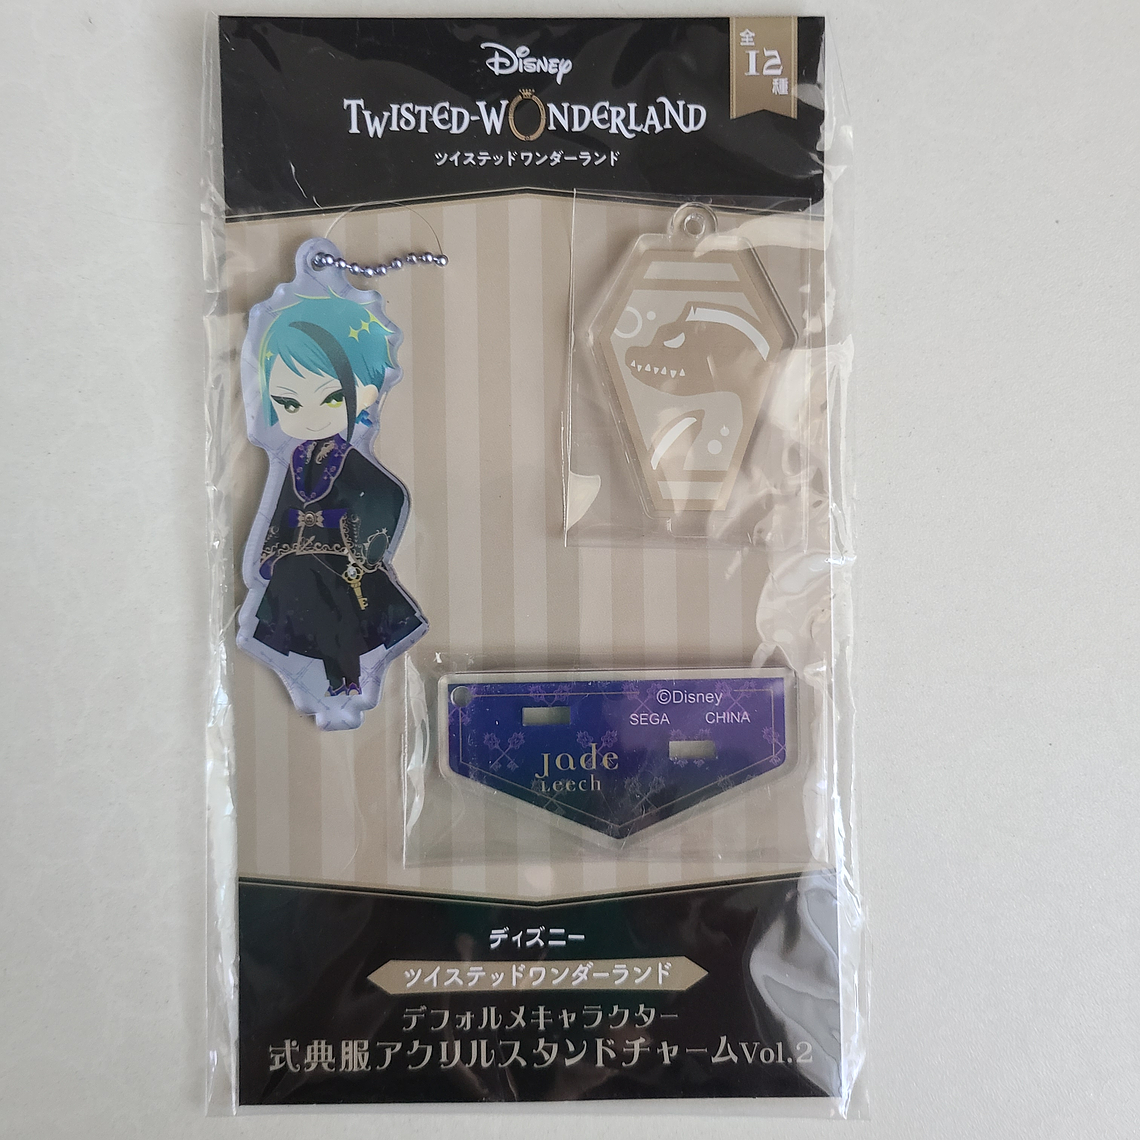 Disney
TWISTED-WONDERLAND
ツイステッドワンダーランド
全
12
種
©Disney
SEGA CHINA
Jade
Leech
ディズニー
ツイステッドワンダーランド
デフォルメキャラクター
式典服アクリルスタンドチャームVol.2